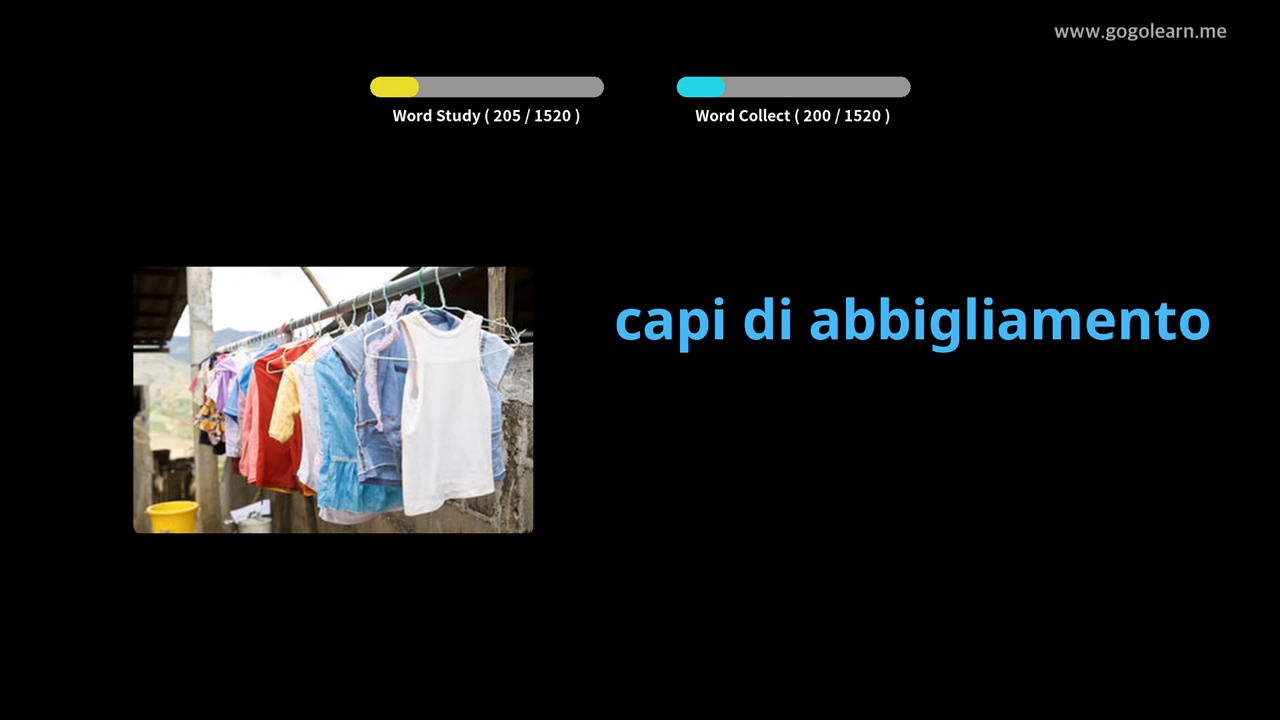 www.gogolearn.me
Word Study ( 205 / 1520 )
Word Collect ( 200 / 1520 )
capi di abbigliamento